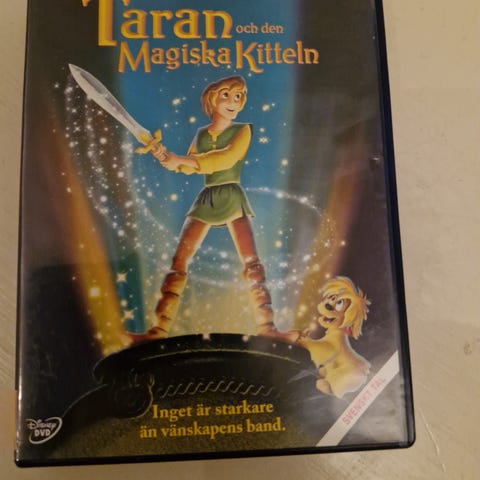 Taran och den
Magiska Kitteln
Inget är starkare
än vänskapens band.
Disney
DVD
SVENSKT TAL